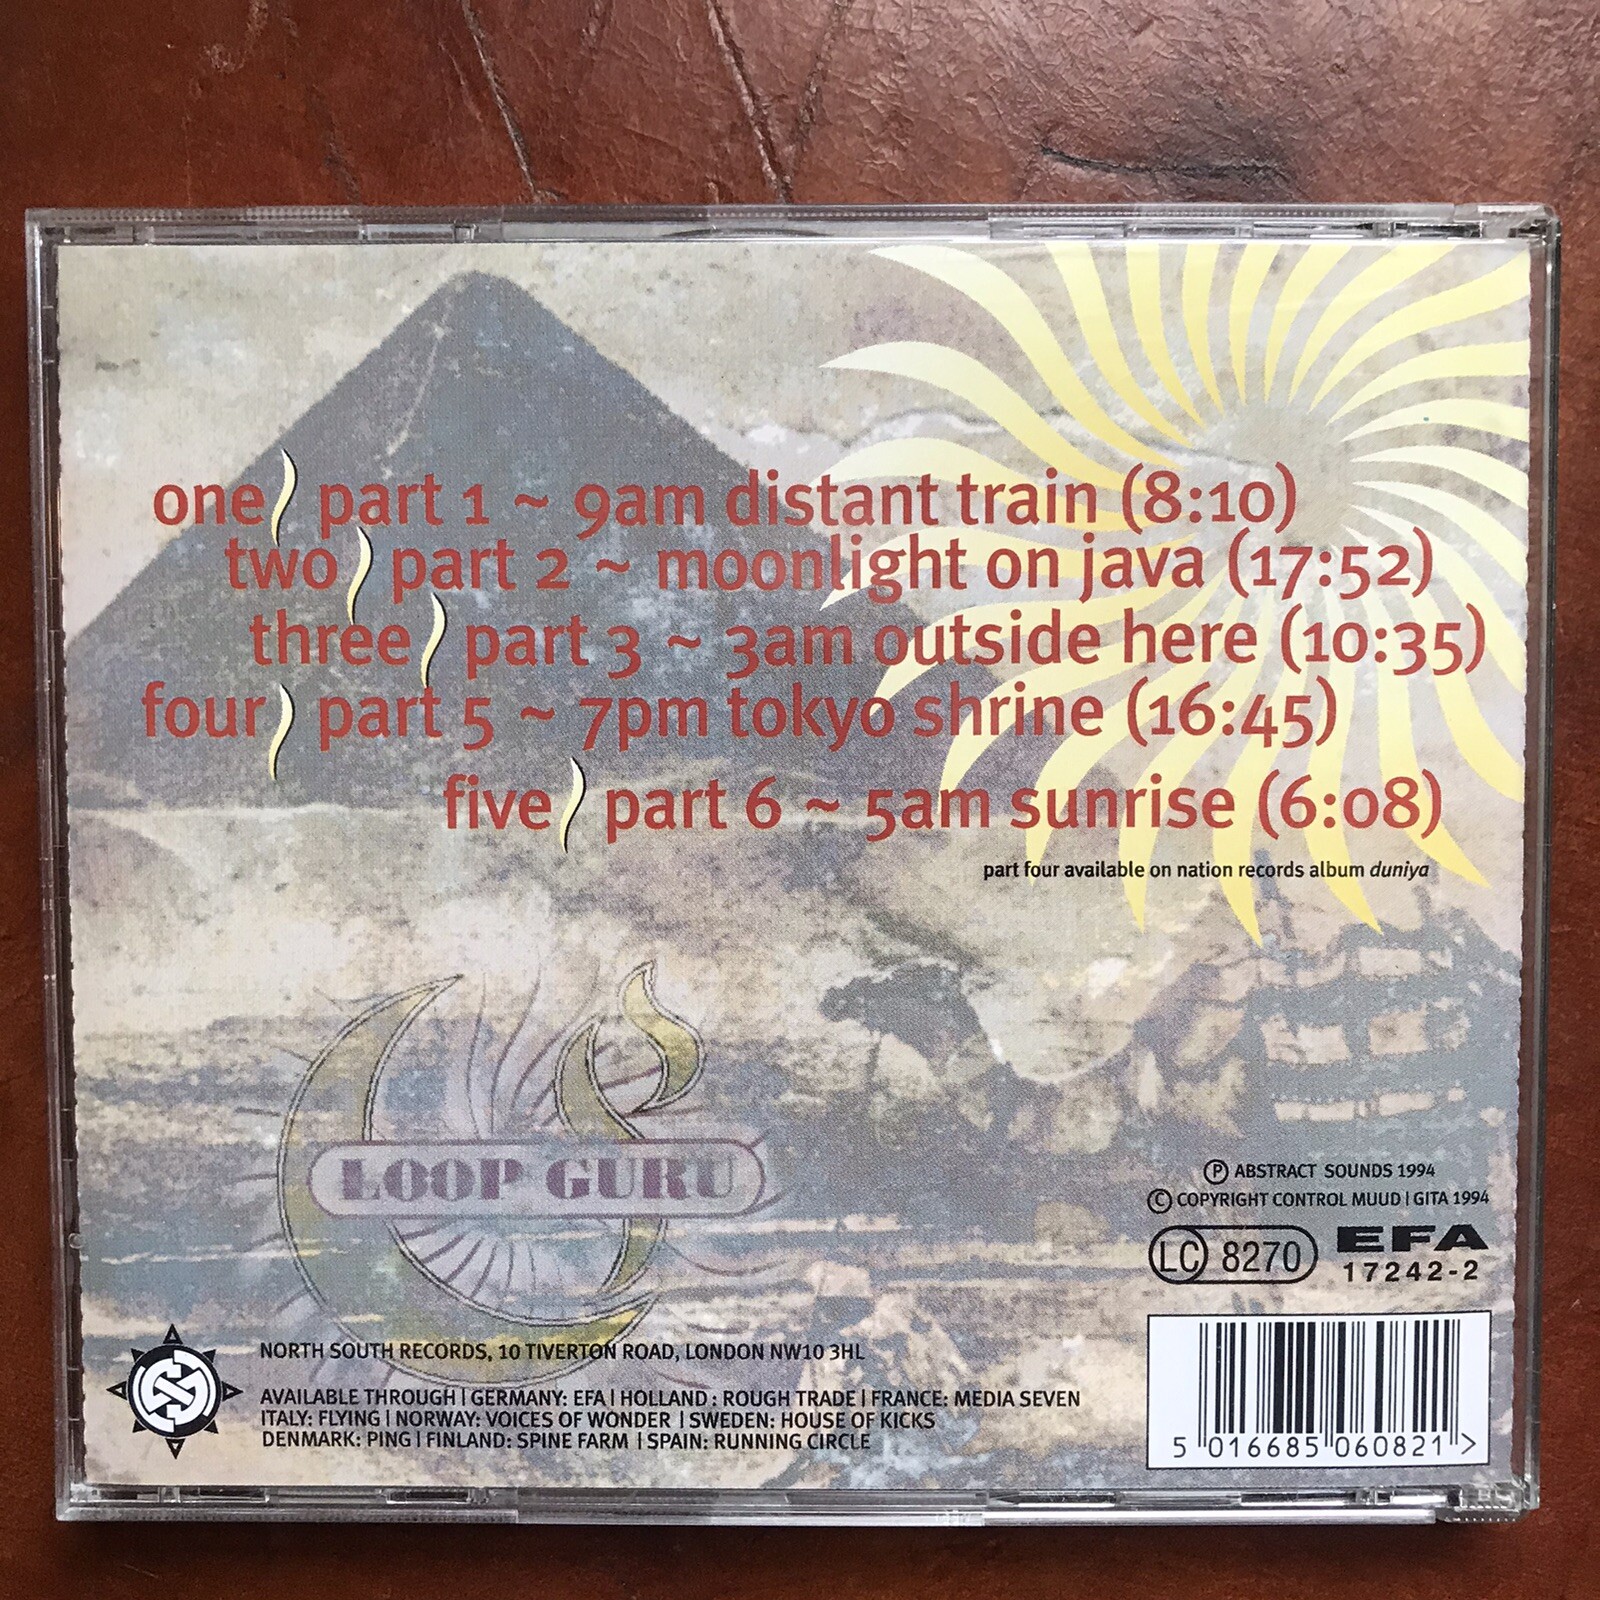 one) part 1 ~ 9am distant train (8:10)
two) part 2 ~ moonlight on java (17:52)
three) part 3 ~ 3am outside here (10:35)
four) part 5 ~ 7pm tokyo shrine (16:45)
five) part 6 ~ 5am sunrise (6:08)
part four available on nation records album duniya
LOOP GURU
Ⓟ ABSTRACT SOUNDS 1994
© COPYRIGHT CONTROL MUUD | GITA 1994
LC 8270
EFA
17242-2
NORTH SOUTH RECORDS, 10 TIVERTON ROAD, LONDON NW10 3HL
AVAILABLE THROUGH | GERMANY: EFA | HOLLAND : ROUGH TRADE | FRANCE: MEDIA SEVEN
ITALY: FLYING | NORWAY: VOICES OF WONDER | SWEDEN: HOUSE OF KICKS
DENMARK: PING | FINLAND: SPINE FARM | SPAIN: RUNNING CIRCLE
5 016685 060821 >